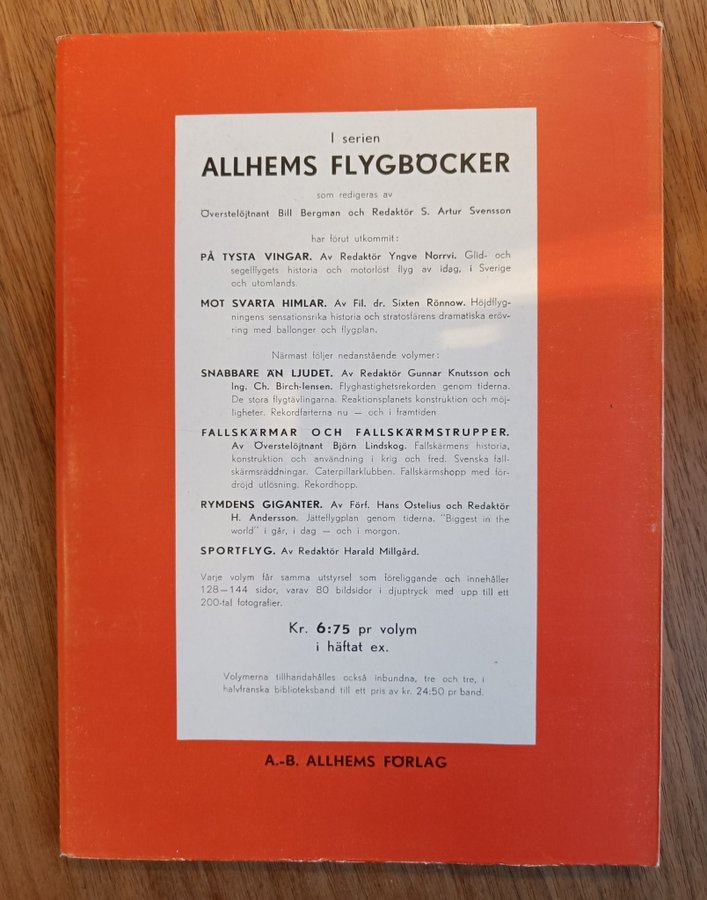 I serien
ALLHEMS FLYGBÖCKER
som redigeras av
Överstelöjtnant Bill Bergman och Redaktör S. Artur Svensson
har förut utkommit:
PÅ TYSTA VINGAR. Av Redaktör Yngve Norrvi. Glid- och
segelflygets historia och motorlöst flyg av idag, i Sverige
och utomlands.
MOT SVARTA HIMLAR. Av Fil. dr. Sixten Rönnow. Höjdflyg-
ningens sensationsrika historia och stratosfärens dramatiska eröv-
ring med ballonger och flygplan.
Närmast följer nedanstående volymer:
SNABBARE ÄN LJUDET. Av Redaktör Gunnar Knutsson och
Ing. Ch. Birch-Iensen. Flyghastighetsrekorden genom tiderna.
De stora flygtävlingarna. Reaktionsplanets konstruktion och möj-
ligheter. Rekordfarterna nu — och i framtiden
FALLSKÄRMAR OCH FALLSKÄRMSTRUPPER.
Av Överstelöjtnant Björn Lindskog. Fallskärmens historia,
konstruktion och användning i krig och fred. Svenska fall-
skärmsräddningar. Caterpillarklubben. Fallskärmshopp med för-
dröjd utlösning. Rekordhopp.
RYMDENS GIGANTER. Av Förf. Hans Ostelius och Redaktör
H. Andersson. Jätteflygplan genom tiderna. "Biggest in the
world" i går, i dag — och i morgon.
SPORTFLYG. Av Redaktör Harald Millgård.
Varje volym får samma utstyrsel som föreliggande och innehåller
128—144 sidor, varav 80 bildsidor i djuptryck med upp till ett
200-tal fotografier.
Kr. 6:75 pr volym
i häftat ex.
Volymerna tillhandahålles också inbundna, tre och tre, i
halvfranska biblioteksband till ett pris av kr. 24:50 pr band.
A.-B. ALLHEMS FÖRLAG